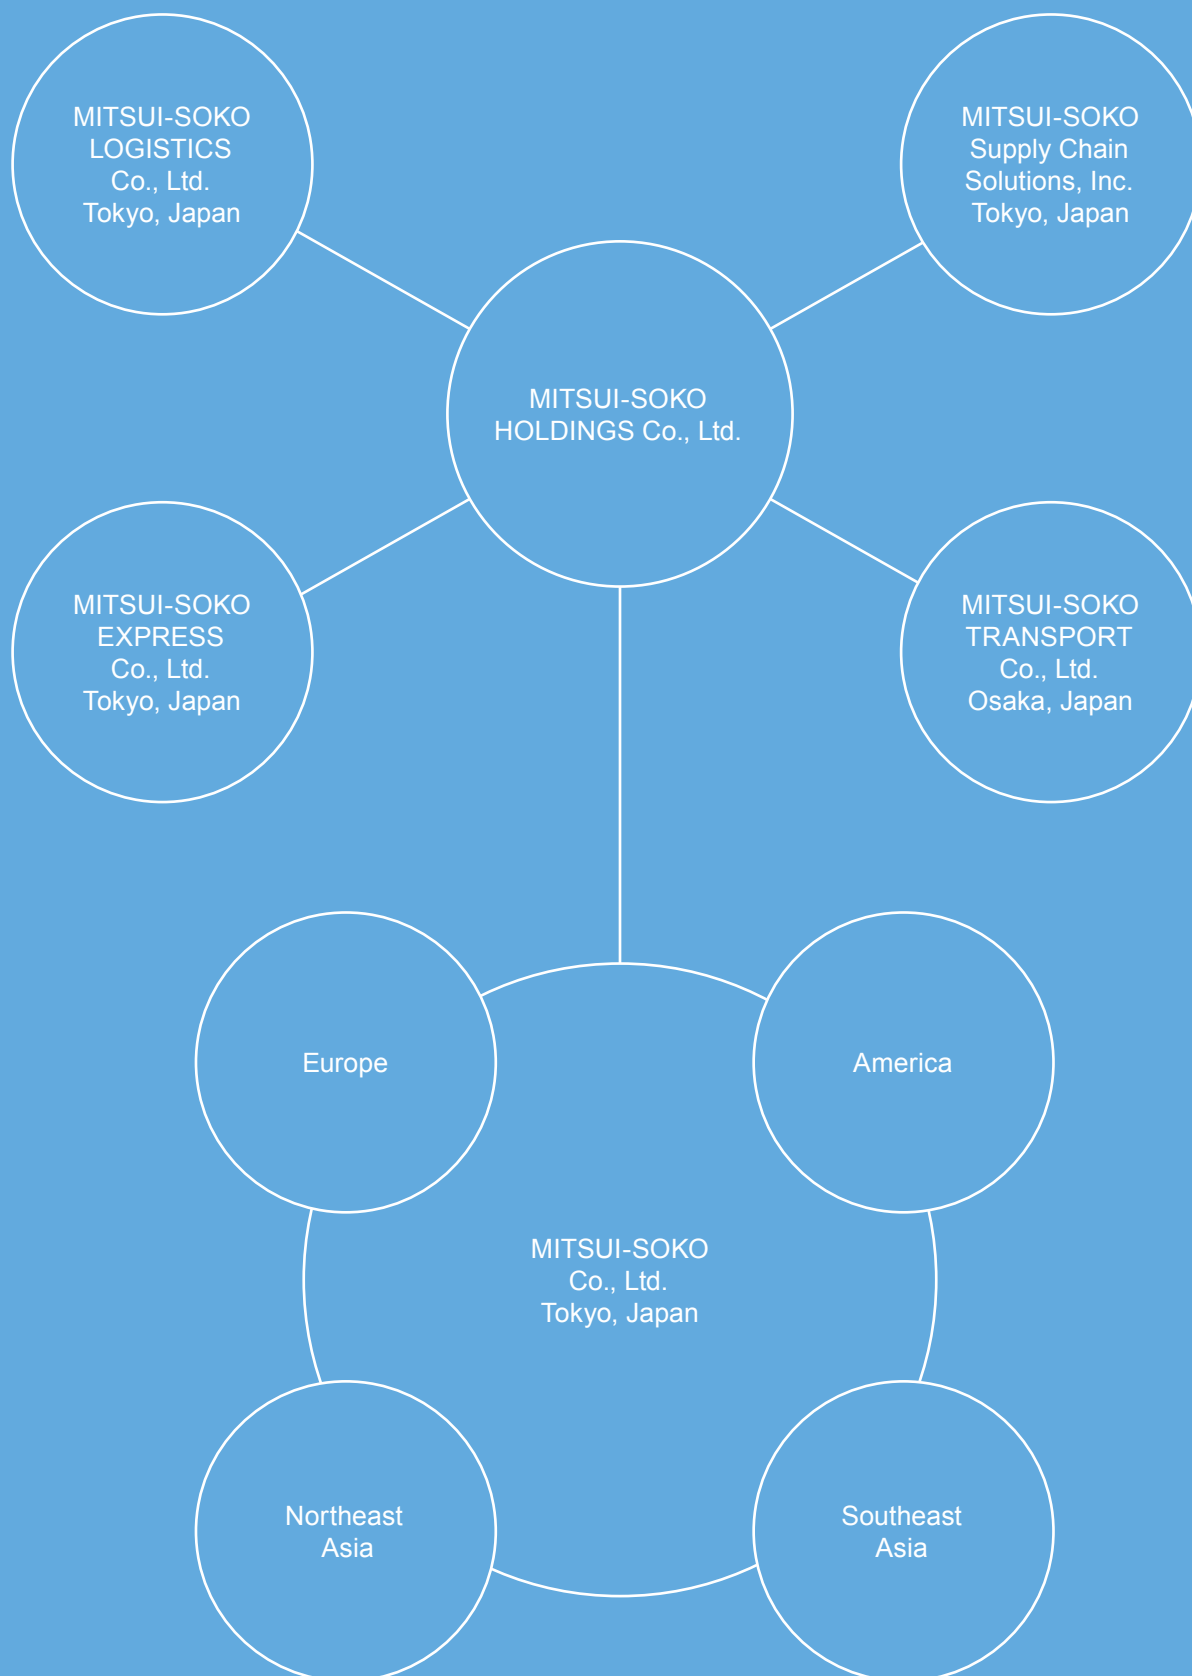 MITSUI-SOKO
LOGISTICS
Co., Ltd.
Tokyo, Japan
MITSUI-SOKO
Supply Chain
Solutions, Inc.
Tokyo, Japan
MITSUI-SOKO
HOLDINGS Co., Ltd.
MITSUI-SOKO
EXPRESS
Co., Ltd.
Tokyo, Japan
MITSUI-SOKO
TRANSPORT
Co., Ltd.
Osaka, Japan
Europe
America
MITSUI-SOKO
Co., Ltd.
Tokyo, Japan
Northeast
Asia
Southeast
Asia